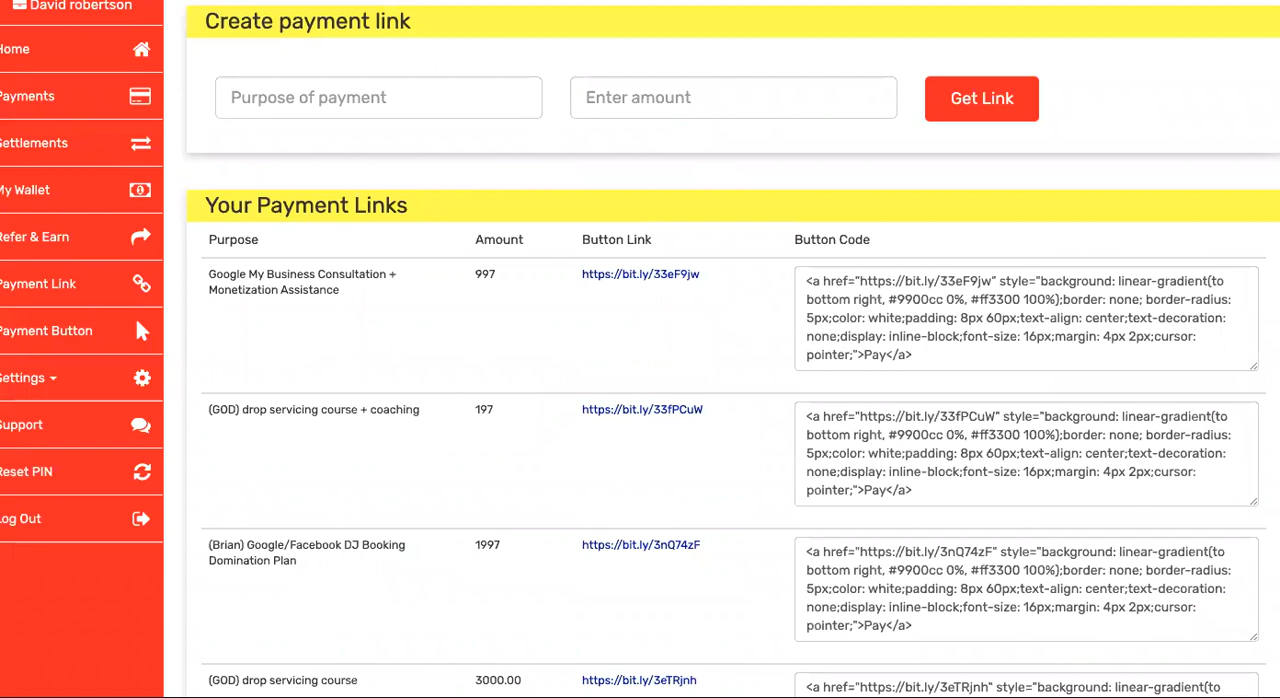 David robertson
Home
Payments
Settlements
My Wallet
Refer & Earn
Payment Link
Payment Button
Settings
Support
Reset PIN
Log Out
Create payment link
Purpose of payment
Enter amount
Get Link
Your Payment Links
Purpose Amount Button Link Button Code
Google My Business Consultation +
Monetization Assistance
997
https://bit.ly/33eF9jw
<a href="https://bit.ly/33eF9jw" style="background: linear-gradient(to
bottom right, #9900cc 0%, #ff3300 100%);border: none; border-radius:
5px;color: white;padding: 8px 60px;text-align: center;text-decoration:
none;display: inline-block;font-size: 16px;margin: 4px 2px;cursor:
pointer;">Pay</a>
(GOD) drop servicing course + coaching
197
https://bit.ly/33fPCuW
<a href="https://bit.ly/33fPCuW" style="background: linear-gradient(to
bottom right, #9900cc 0%, #ff3300 100%);border: none; border-radius:
5px;color: white;padding: 8px 60px;text-align: center;text-decoration:
none;display: inline-block;font-size: 16px;margin: 4px 2px;cursor:
pointer;">Pay</a>
(Brian) Google/Facebook DJ Booking
Domination Plan
1997
https://bit.ly/3nQ74zF
<a href="https://bit.ly/3nQ74zF" style="background: linear-gradient(to
bottom right, #9900cc 0%, #ff3300 100%);border: none; border-radius:
5px;color: white;padding: 8px 60px;text-align: center;text-decoration:
none;display: inline-block;font-size: 16px;margin: 4px 2px;cursor:
pointer;">Pay</a>
(GOD) drop servicing course
3000.00
https://bit.ly/3eTRjnh
<a href="https://bit.ly/3eTRjnh" style="background: linear-gradient(to